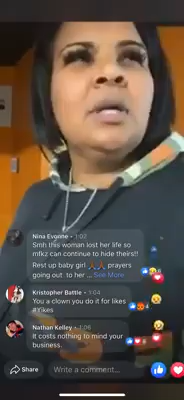 Nina Evonne • 1:02
Smh this woman lost her life so
mfkz can continue to hide theirs!!
Rest up baby girl 🙏🏾🙏🏾 prayers
going out to her ... See More
Kristopher Battle • 1:04
You a clown you do it for likes
#Yikes
Nathan Kelley • 1:06
It costs nothing to mind your
business.
Share
Write a comment...